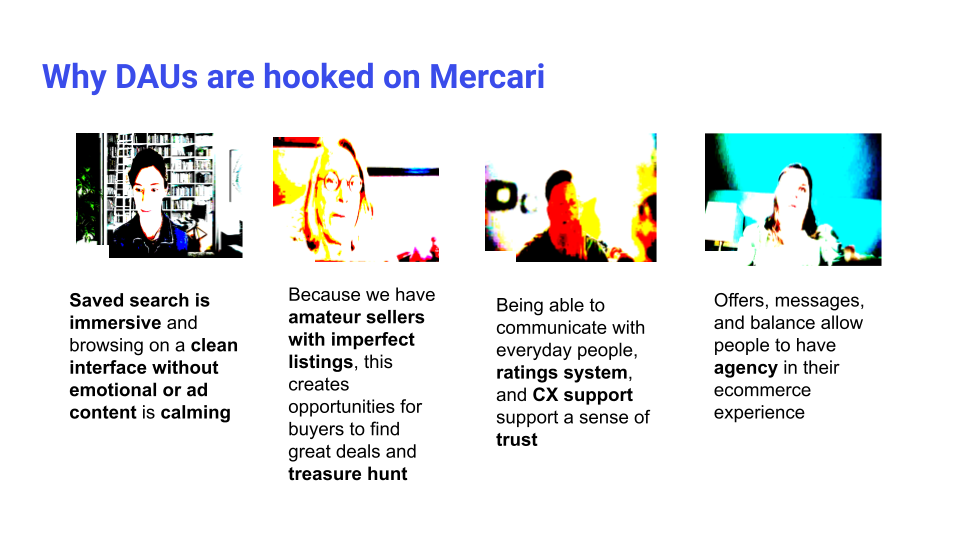 Why DAUs are hooked on Mercari
Saved search is
immersive and
browsing on a clean
interface without
emotional or ad
content is calming
Because we have
amateur sellers
with imperfect
listings, this
creates
opportunities for
buyers to find
great deals and
treasure hunt
Being able to
communicate with
everyday people,
ratings system,
and CX support
support a sense of
trust
Offers, messages,
and balance allow
people to have
agency in their
ecommerce
experience